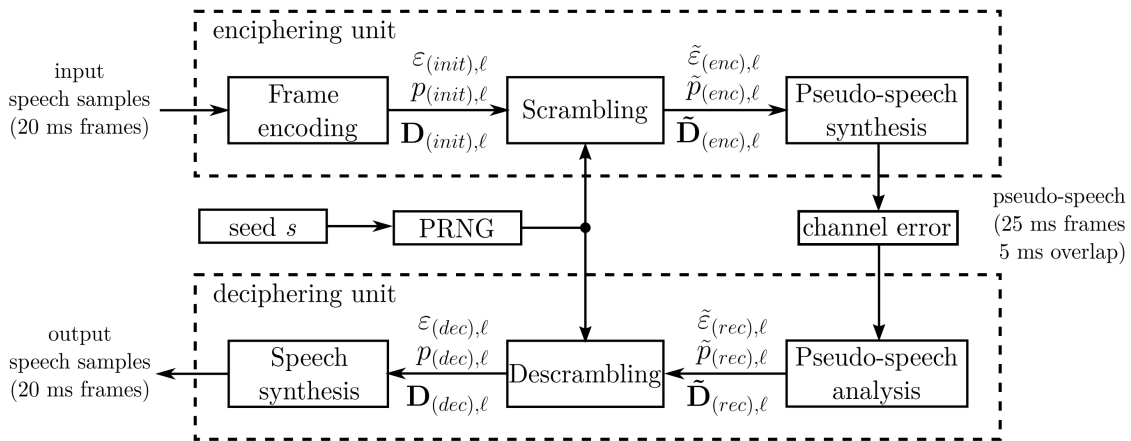 enciphering unit
input
speech samples
(20 ms frames)
Frame
encoding
ε(init),ℓ
p(init),ℓ
D(init),ℓ
Scrambling
ε̃(enc),ℓ
p̃(enc),ℓ
D̃(enc),ℓ
Pseudo-speech
synthesis
seed s
PRNG
channel error
pseudo-speech
(25 ms frames
5 ms overlap)
deciphering unit
output
speech samples
(20 ms frames)
Speech
synthesis
ε(dec),ℓ
p(dec),ℓ
D(dec),ℓ
Descrambling
ε̃(rec),ℓ
p̃(rec),ℓ
D̃(rec),ℓ
Pseudo-speech
analysis